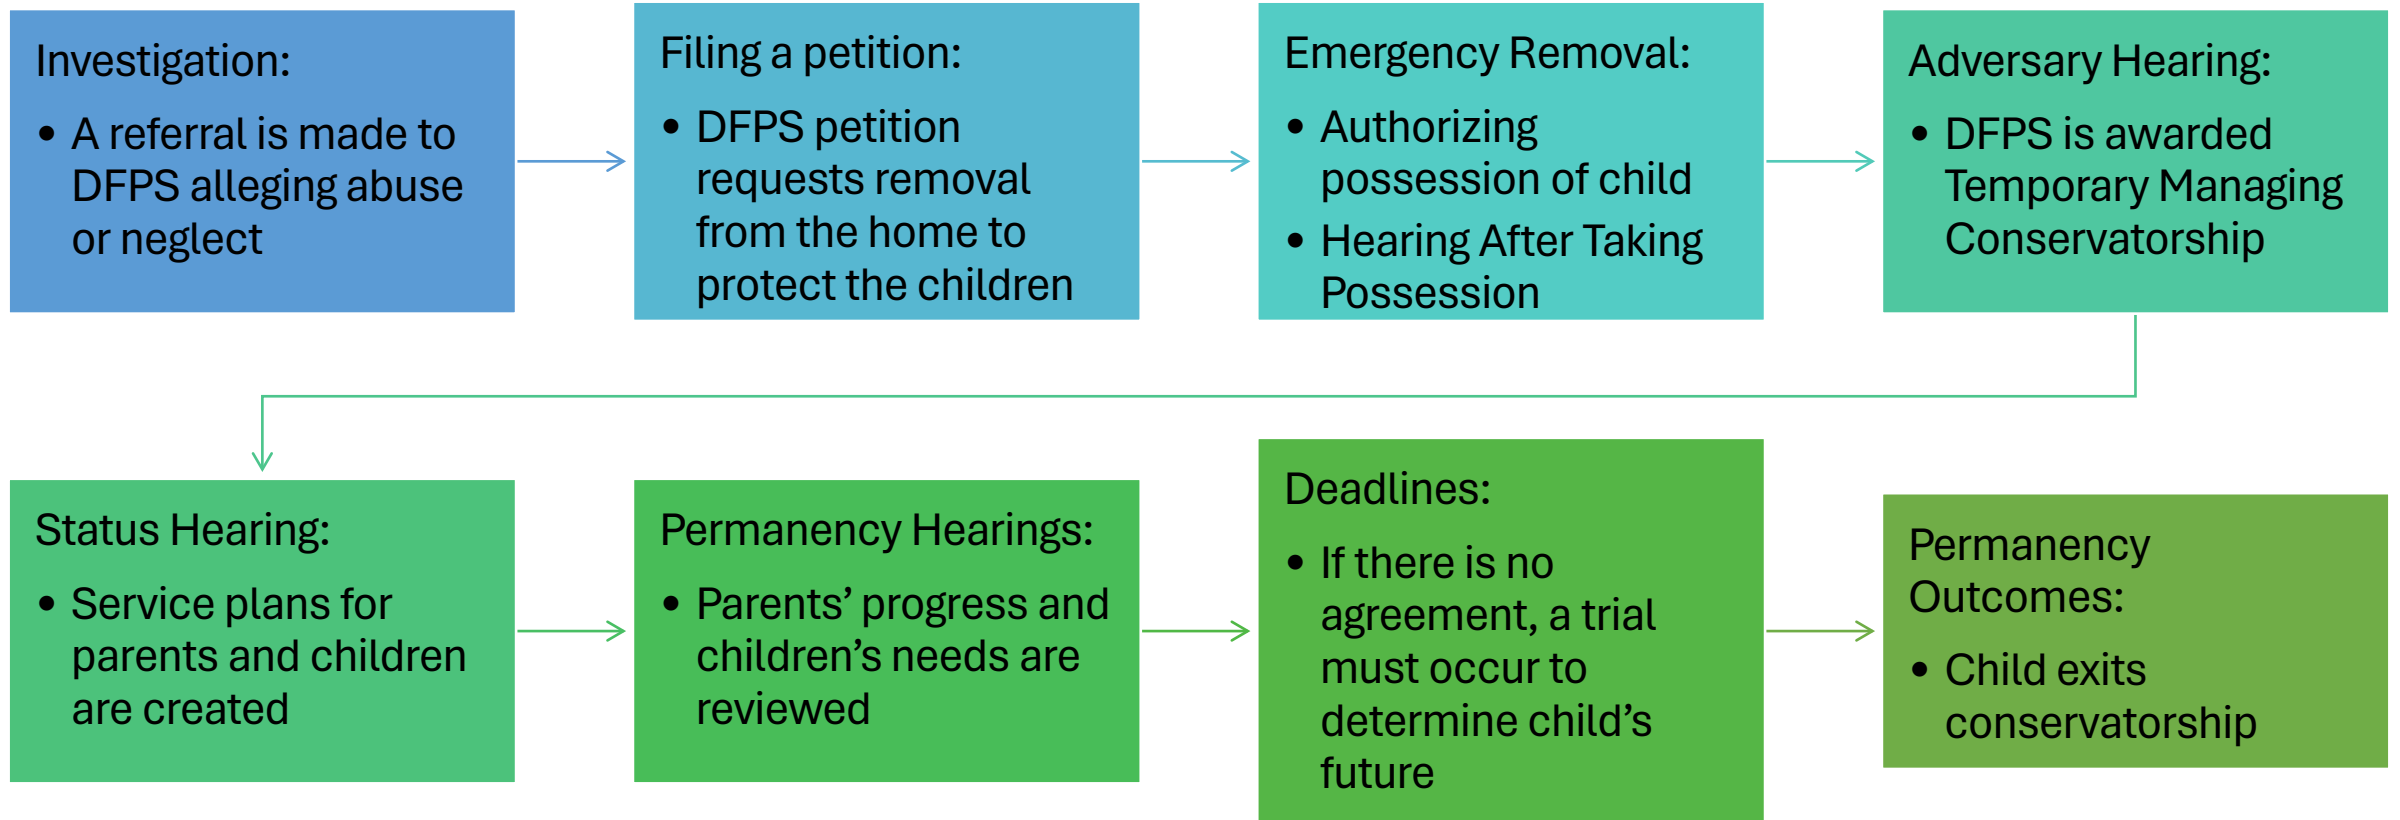 Investigation:
• A referral is made to
DFPS alleging abuse
or neglect
Filing a petition:
• DFPS petition
requests removal
from the home to
protect the children
Emergency Removal:
• Authorizing
possession of child
• Hearing After Taking
Possession
Adversary Hearing:
• DFPS is awarded
Temporary Managing
Conservatorship
Status Hearing:
• Service plans for
parents and children
are created
Permanency Hearings:
• Parents’ progress and
children’s needs are
reviewed
Deadlines:
• If there is no
agreement, a trial
must occur to
determine child’s
future
Permanency
Outcomes:
• Child exits
conservatorship